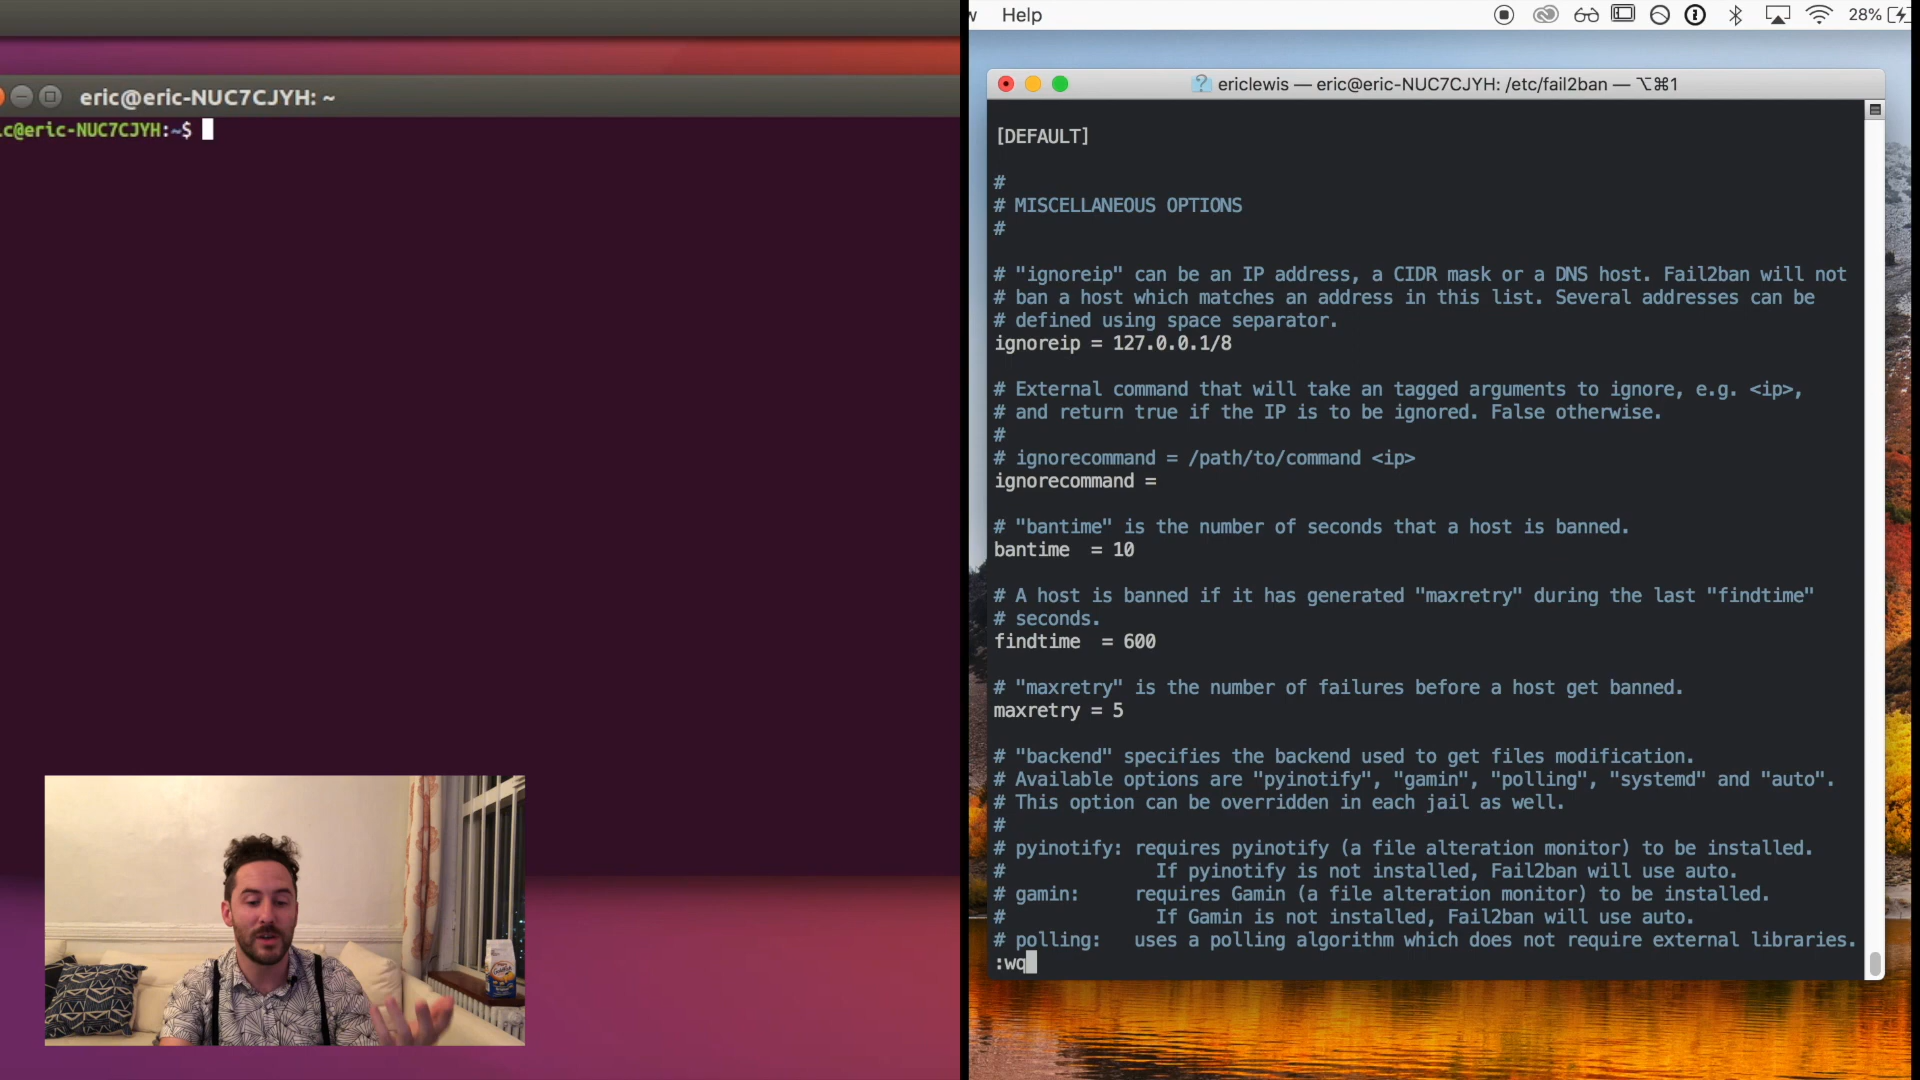 eric@eric-NUC7CJYH: ~
ic@eric-NUC7CJYH:~$
w Help
28%
ericlewis — eric@eric-NUC7CJYH: /etc/fail2ban — ⌥⌘1
[DEFAULT]
#
# MISCELLANEOUS OPTIONS
#
# "ignoreip" can be an IP address, a CIDR mask or a DNS host. Fail2ban will not
# ban a host which matches an address in this list. Several addresses can be
# defined using space separator.
ignoreip = 127.0.0.1/8
# External command that will take an tagged arguments to ignore, e.g. <ip>,
# and return true if the IP is to be ignored. False otherwise.
#
# ignorecommand = /path/to/command <ip>
ignorecommand =
# "bantime" is the number of seconds that a host is banned.
bantime  = 10
# A host is banned if it has generated "maxretry" during the last "findtime"
# seconds.
findtime  = 600
# "maxretry" is the number of failures before a host get banned.
maxretry = 5
# "backend" specifies the backend used to get files modification.
# Available options are "pyinotify", "gamin", "polling", "systemd" and "auto".
# This option can be overridden in each jail as well.
#
# pyinotify: requires pyinotify (a file alteration monitor) to be installed.
#              If pyinotify is not installed, Fail2ban will use auto.
# gamin:     requires Gamin (a file alteration monitor) to be installed.
#              If Gamin is not installed, Fail2ban will use auto.
# polling:   uses a polling algorithm which does not require external libraries.
:wq